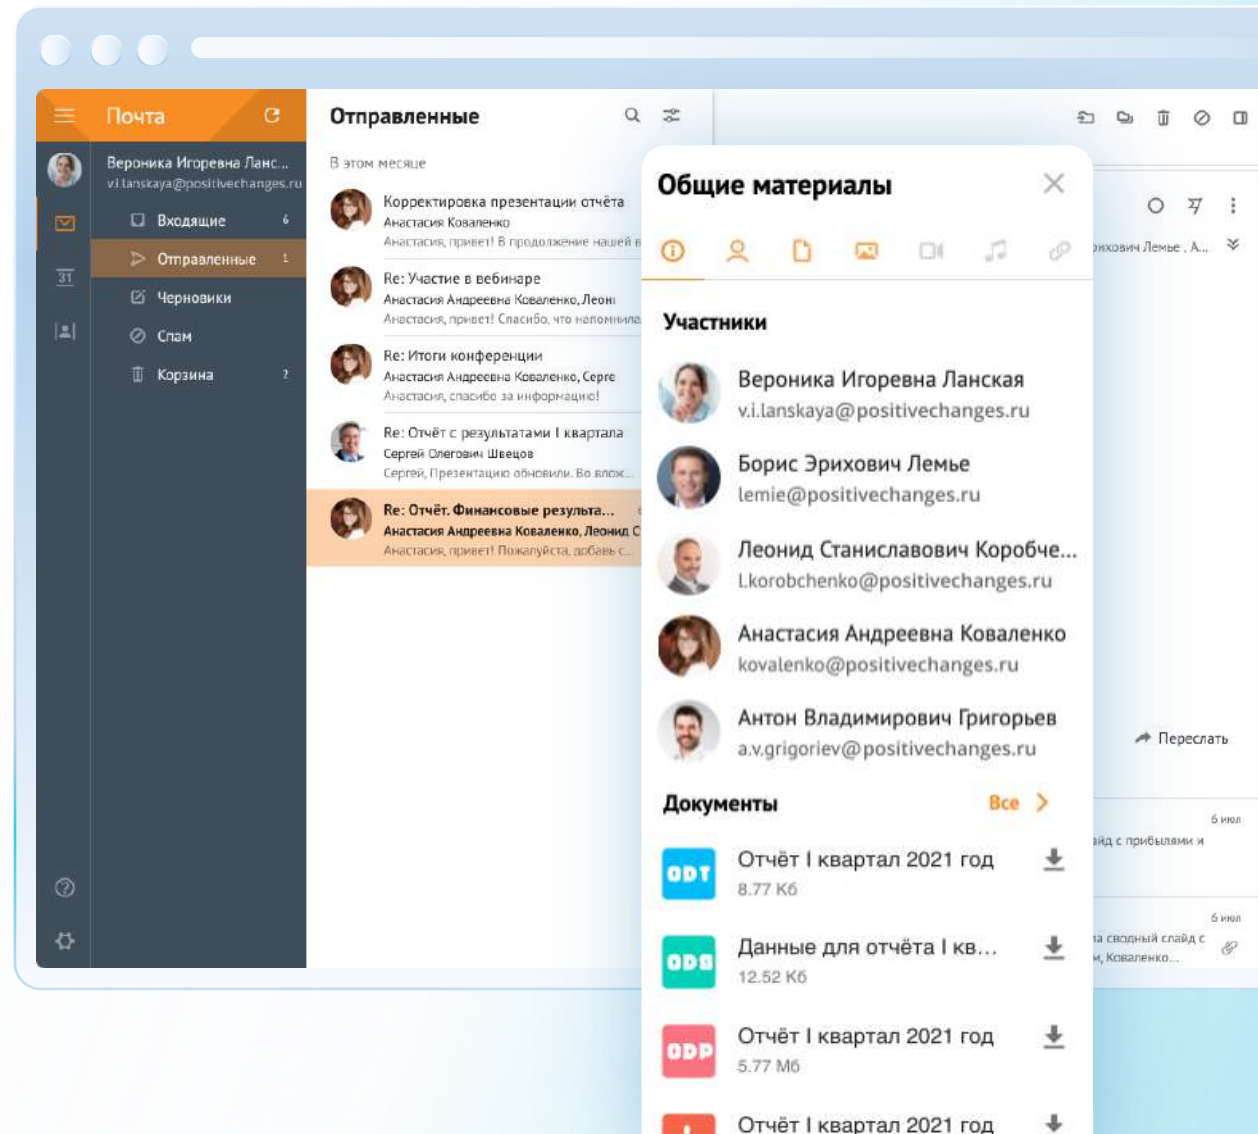 Почта
Вероника Игоревна Ланс...
v.i.lanskaya@positivechanges.ru
Входящие 6
Отправленные 1
Черновики
Спам
Корзина 2
31
Отправленные
В этом месяце
Корректировка презентации отчёта
Анастасия Коваленко
Анастасия, привет! В продолжение нашей в
Re: Участие в вебинаре
Анастасия Андреевна Коваленко, Леони
Анастасия, привет! Спасибо, что напомнила
Re: Итоги конференции
Анастасия Андреевна Коваленко, Серге
Анастасия, спасибо за информацию!
Re: Отчёт с результатами I квартала
Сергей Олегович Швецов
Сергей, Презентацию обновили. Во влож...
Re: Отчёт. Финансовые результа...
Анастасия Андреевна Коваленко, Леонид С
Анастасия, привет! Пожалуйста, добавь с...
Общие материалы
Участники
Вероника Игоревна Ланская
v.i.lanskaya@positivechanges.ru
Борис Эрихович Лемье
lemie@positivechanges.ru
Леонид Станиславович Коробче...
l.korobchenko@positivechanges.ru
Анастасия Андреевна Коваленко
kovalenko@positivechanges.ru
Антон Владимирович Григорьев
a.v.grigoriev@positivechanges.ru
Документы Все
ODT Отчёт I квартал 2021 год
8.77 Кб
ODS Данные для отчёта I кв...
12.52 Кб
ODP Отчёт I квартал 2021 год
5.77 Мб
Отчёт I квартал 2021 год
рихович Лемье , А...
Переслать
6 июл
айд с прибылями и
6 июл
на сводный слайд с
м, Коваленко...